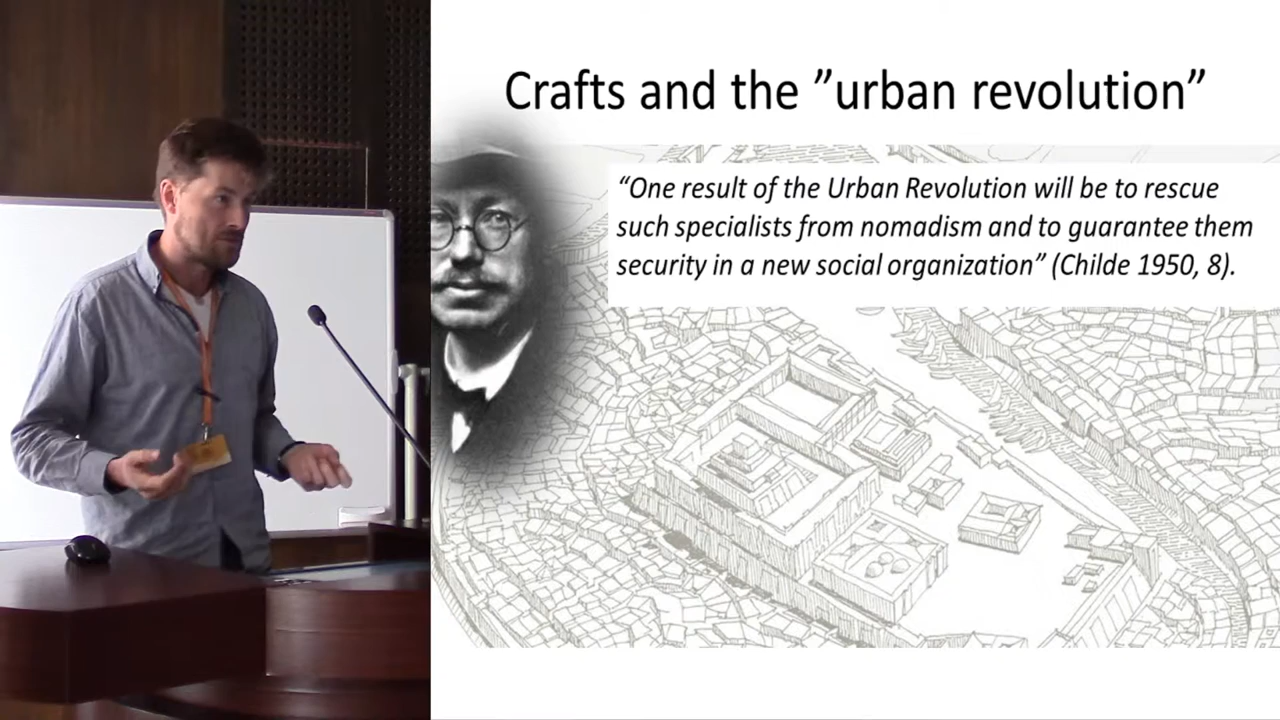 Crafts and the ”urban revolution”
“One result of the Urban Revolution will be to rescue
such specialists from nomadism and to guarantee them
security in a new social organization” (Childe 1950, 8).